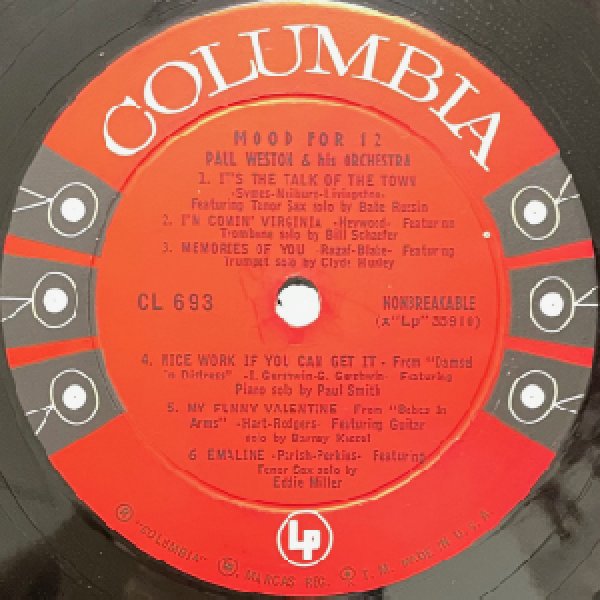 COLUMBIA
MOOD FOR 12
PAUL WESTON & his ORCHESTRA
1. IT'S THE TALK OF THE TOWN
-Symes-Neiburg-Livingston-
Featuring Tenor Sax solo by Babe Russin
2. I'M COMIN' VIRGINIA -Heywood- Featuring
Trombone solo by Bill Schaefer
3. MEMORIES OF YOU -Razaf-Blake- Featuring
Trumpet solo by Clyde Hurley
CL 693
NONBREAKABLE
(x"Lp" 35910)
4. NICE WORK IF YOU CAN GET IT - From "Damsel
in Distress" -I. Gershwin-G. Gershwin- Featuring
Piano solo by Paul Smith
5. MY FUNNY VALENTINE - From "Babes In
Arms" -Hart-Rodgers- Featuring Guitar
solo by Barney Kessel
6 EMALINE -Parish-Perkins- Featuring
Tenor Sax solo by
Eddie Miller
Lp
"COLUMBIA" MARCAS REG. T. M. MADE IN U.S.A.